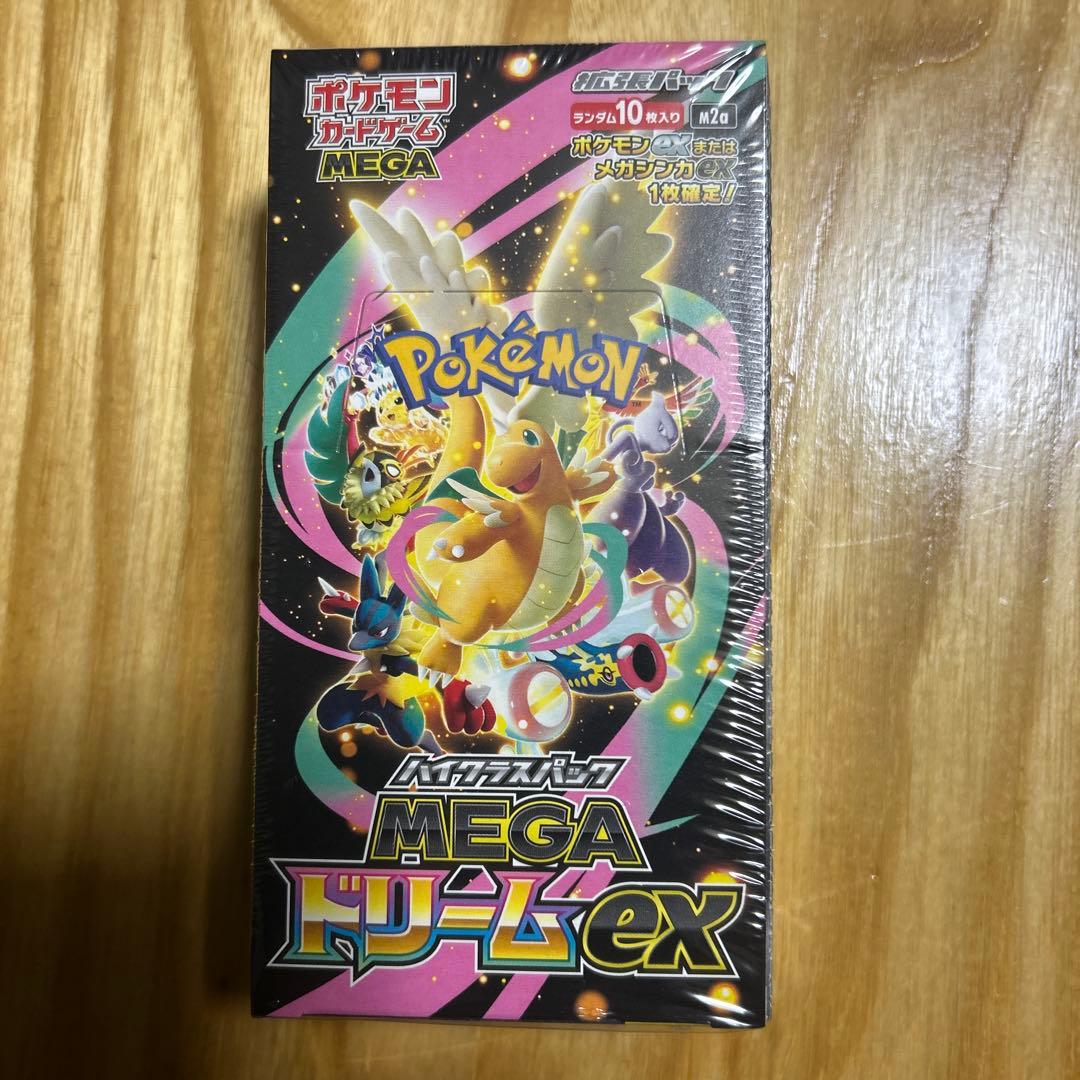 ポケモン
カードゲーム™
MEGA
拡張パック
ランダム10枚入り M2a
ポケモンexまたは
メガシンカex
1枚確定!
POKéMON™
ハイクラスパック
MEGA
ドリームex